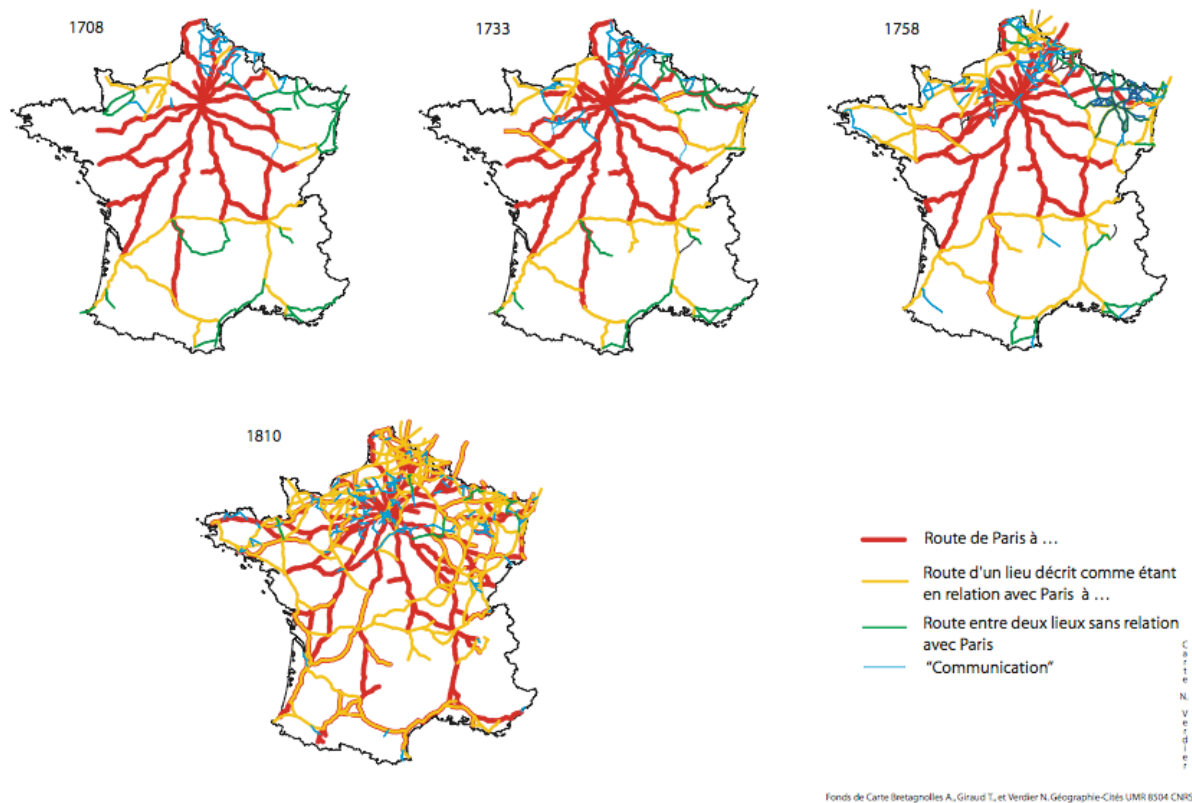 1708
1733
1758
1810
Route de Paris à ...
Route d'un lieu décrit comme étant
en relation avec Paris à ...
Route entre deux lieux sans relation
avec Paris
"Communication"
Carte N. Verdier
Fonds de Carte Bretagnolles A., Giraud T., et Verdier N. Géographie-Cités UMR 8504 CNRS